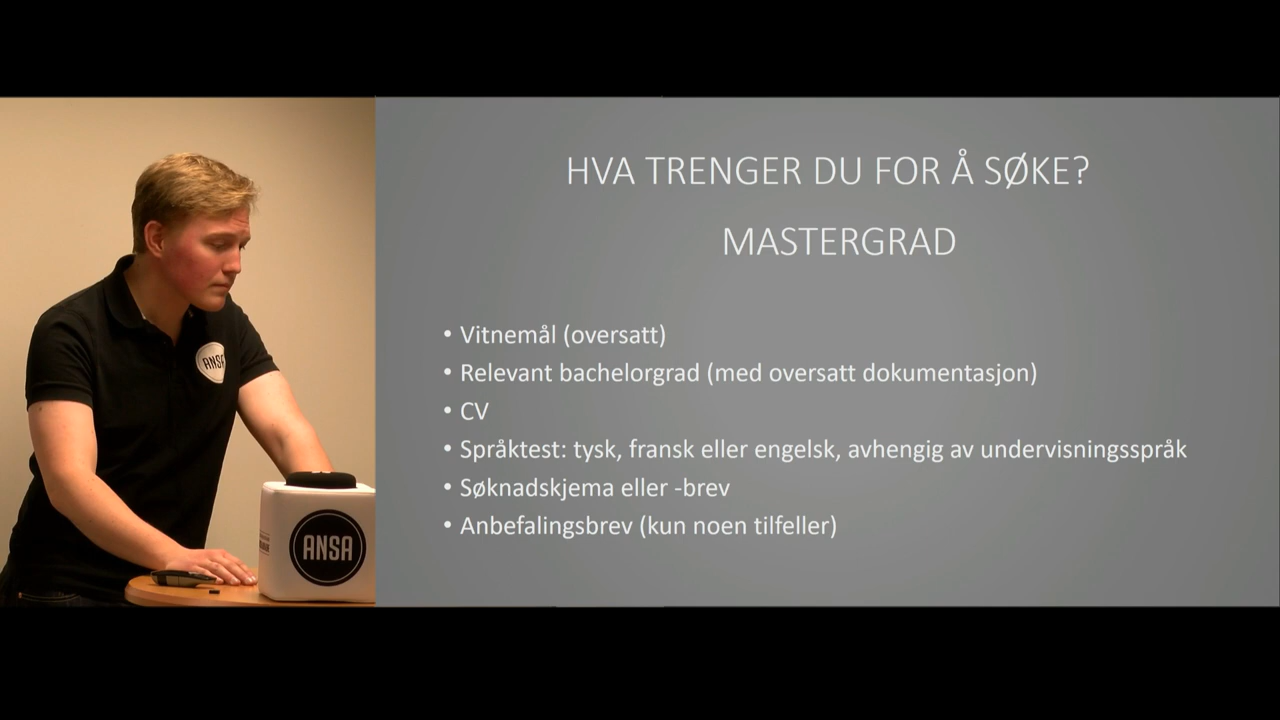 HVA TRENGER DU FOR Å SØKE?
MASTERGRAD
• Vitnemål (oversatt)
• Relevant bachelorgrad (med oversatt dokumentasjon)
• CV
• Språktest: tysk, fransk eller engelsk, avhengig av undervisningsspråk
• Søknadskjema eller -brev
• Anbefalingsbrev (kun noen tilfeller)
ANSA
ANSA